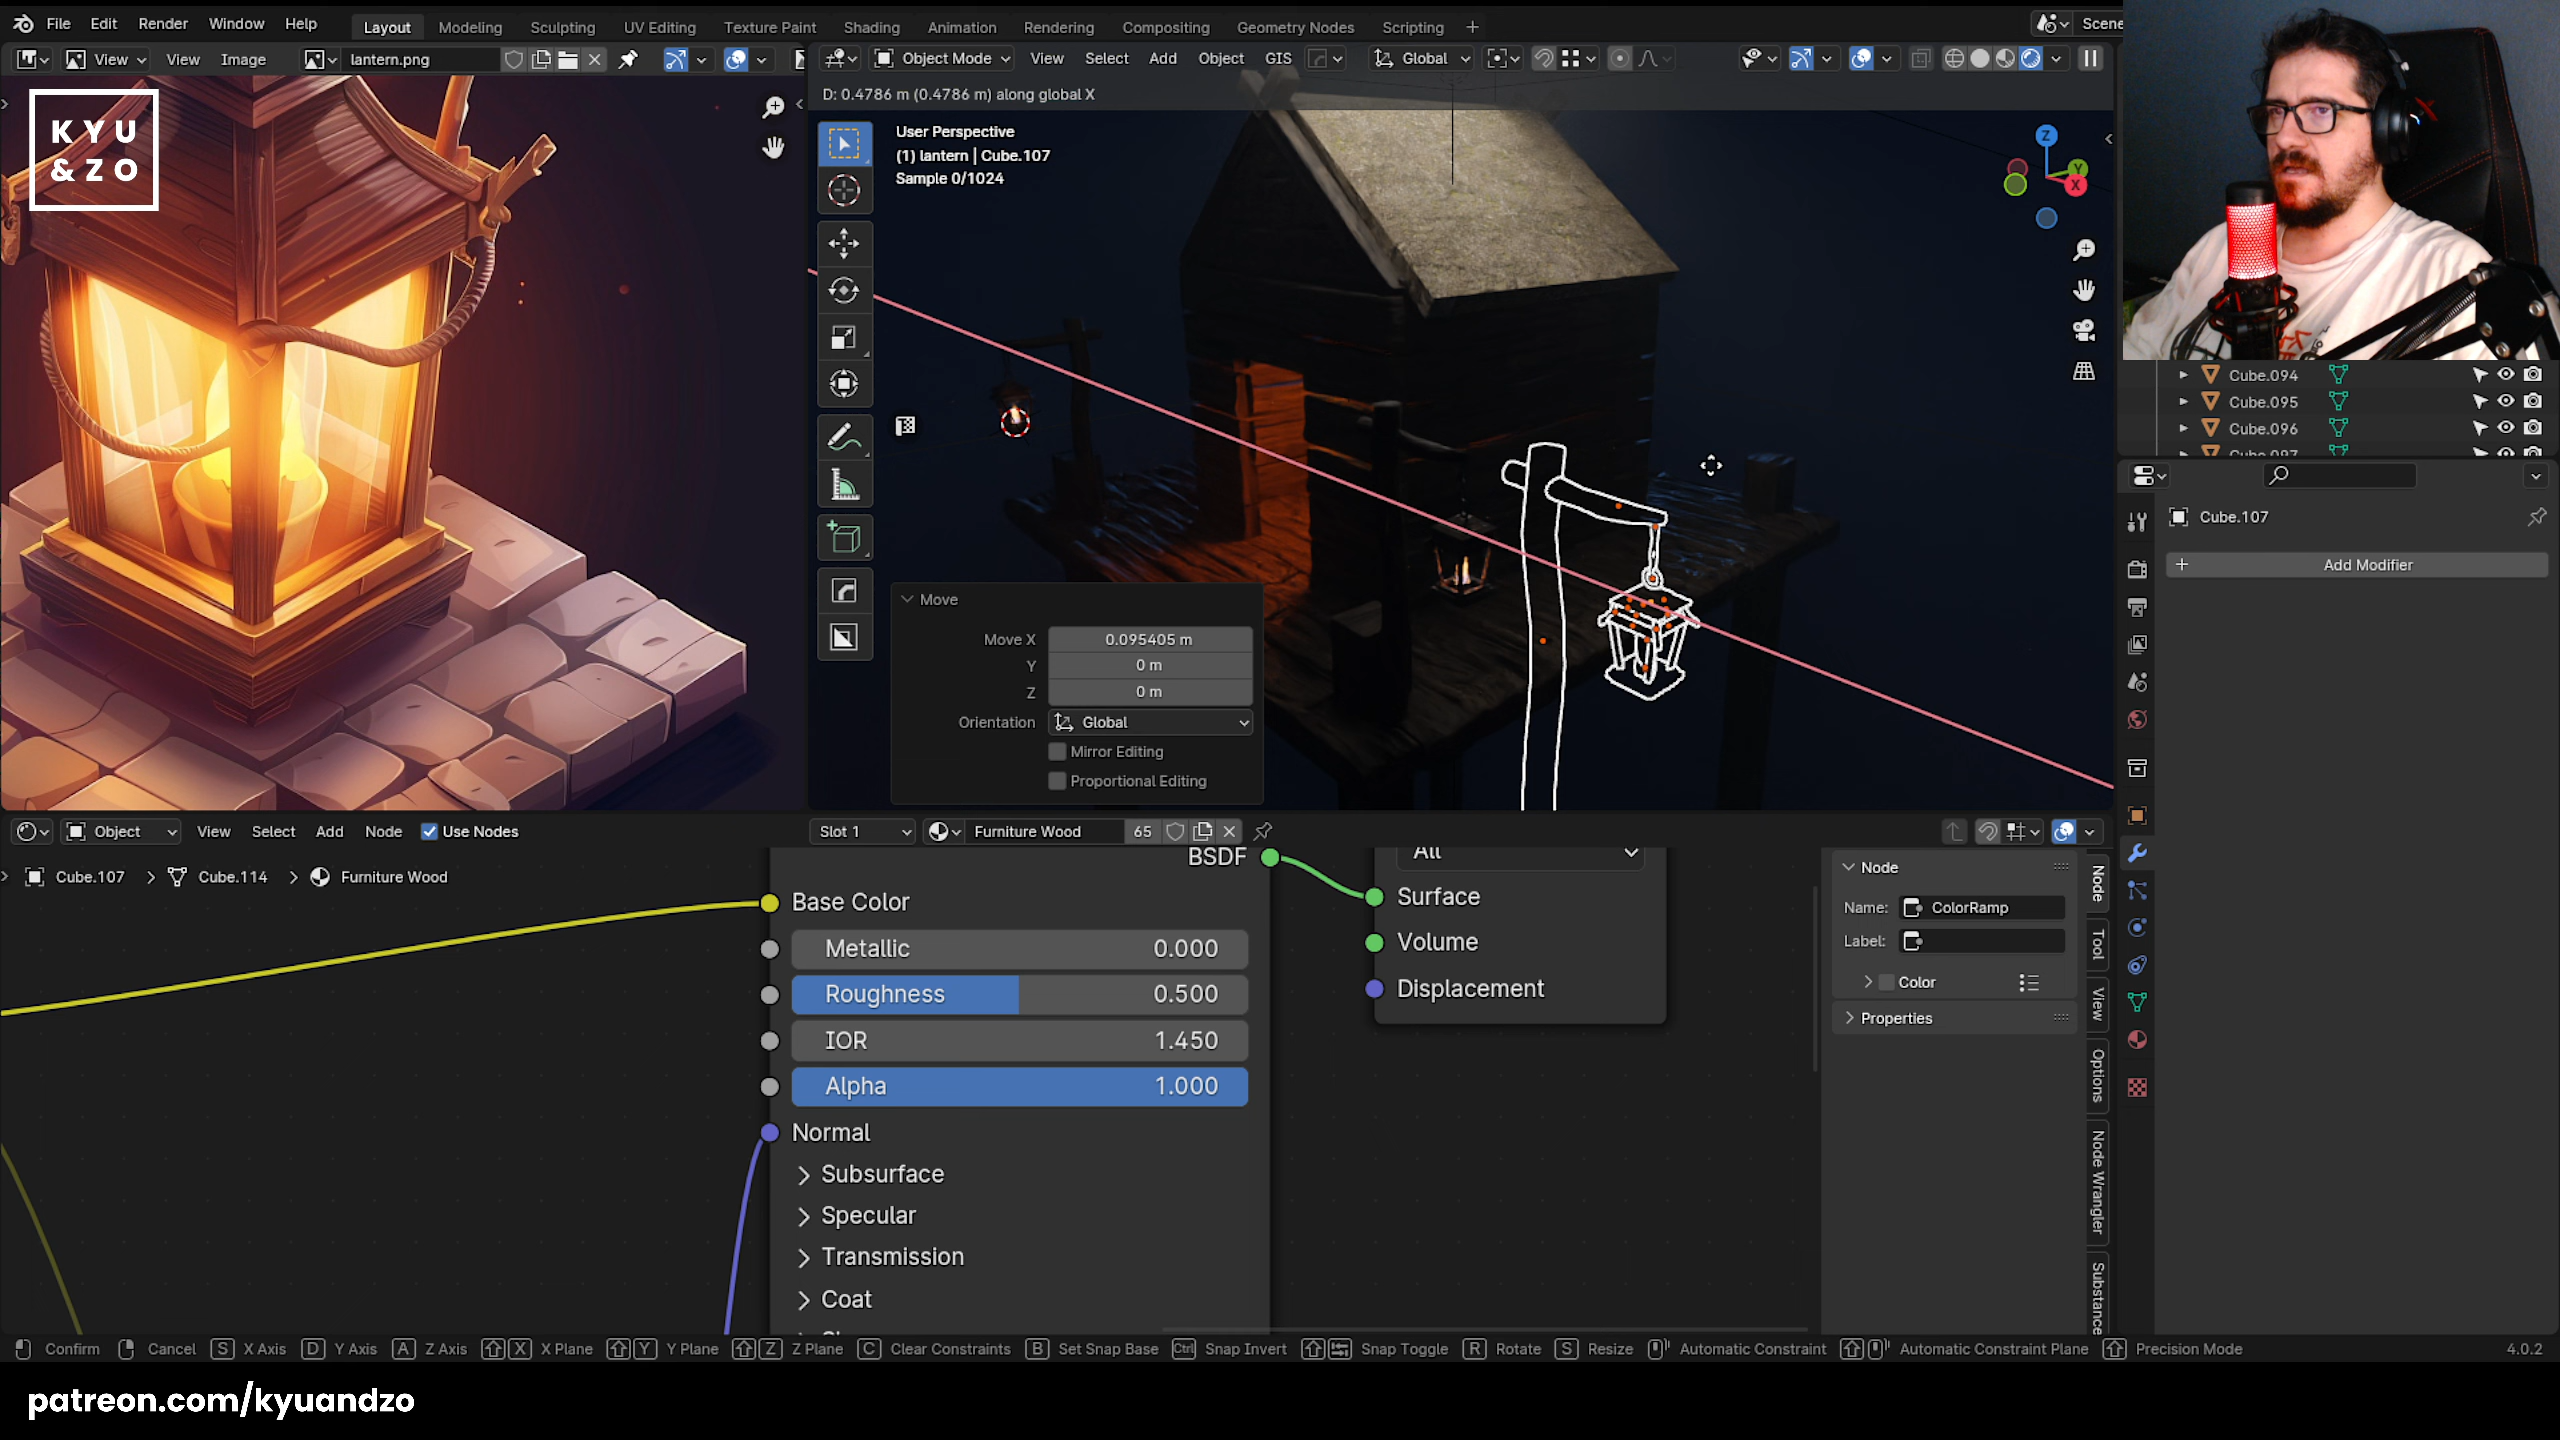 File Edit Render Window Help
Layout Modeling Sculpting UV Editing Texture Paint Shading Animation Rendering Compositing Geometry Nodes Scripting +
Scene
View View Image lantern.png
Object Mode View Select Add Object GIS Global
KYU
&ZO
D: 0.4786 m (0.4786 m) along global X
User Perspective
(1) lantern | Cube.107
Sample 0/1024
Z
Y
X
Cube.094
Cube.095
Cube.096
Cube.107
Add Modifier
Move
Move X 0.095405 m
Y 0 m
Z 0 m
Orientation Global
Mirror Editing
Proportional Editing
Object View Select Add Node Use Nodes Slot 1 Furniture Wood 65
Cube.107 Cube.114 Furniture Wood
BSDF
Base Color
Metallic 0.000
Roughness 0.500
IOR 1.450
Alpha 1.000
Normal
Subsurface
Specular
Transmission
Coat
All
Surface
Volume
Displacement
Node
Name: ColorRamp
Label:
Color
Properties
Node
Tool
View
Options
Node Wrangler
Substance
Confirm Cancel S X Axis D Y Axis A Z Axis X X Plane Y Y Plane Z Z Plane C Clear Constraints B Set Snap Base Ctrl Snap Invert Snap Toggle R Rotate S Resize Automatic Constraint Automatic Constraint Plane Precision Mode 4.0.2
patreon.com/kyuandzo